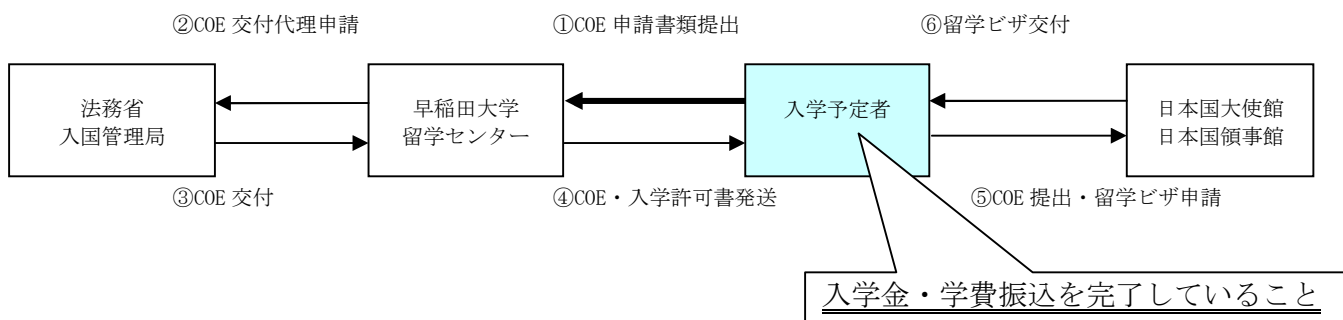 ②COE 交付代理申請
①COE 申請書類提出
⑥留学ビザ交付
法務省
入国管理局
早稲田大学
留学センター
入学予定者
日本国大使館
日本国領事館
③COE 交付
④COE・入学許可書発送
⑤COE 提出・留学ビザ申請
入学金・学費振込を完了していること